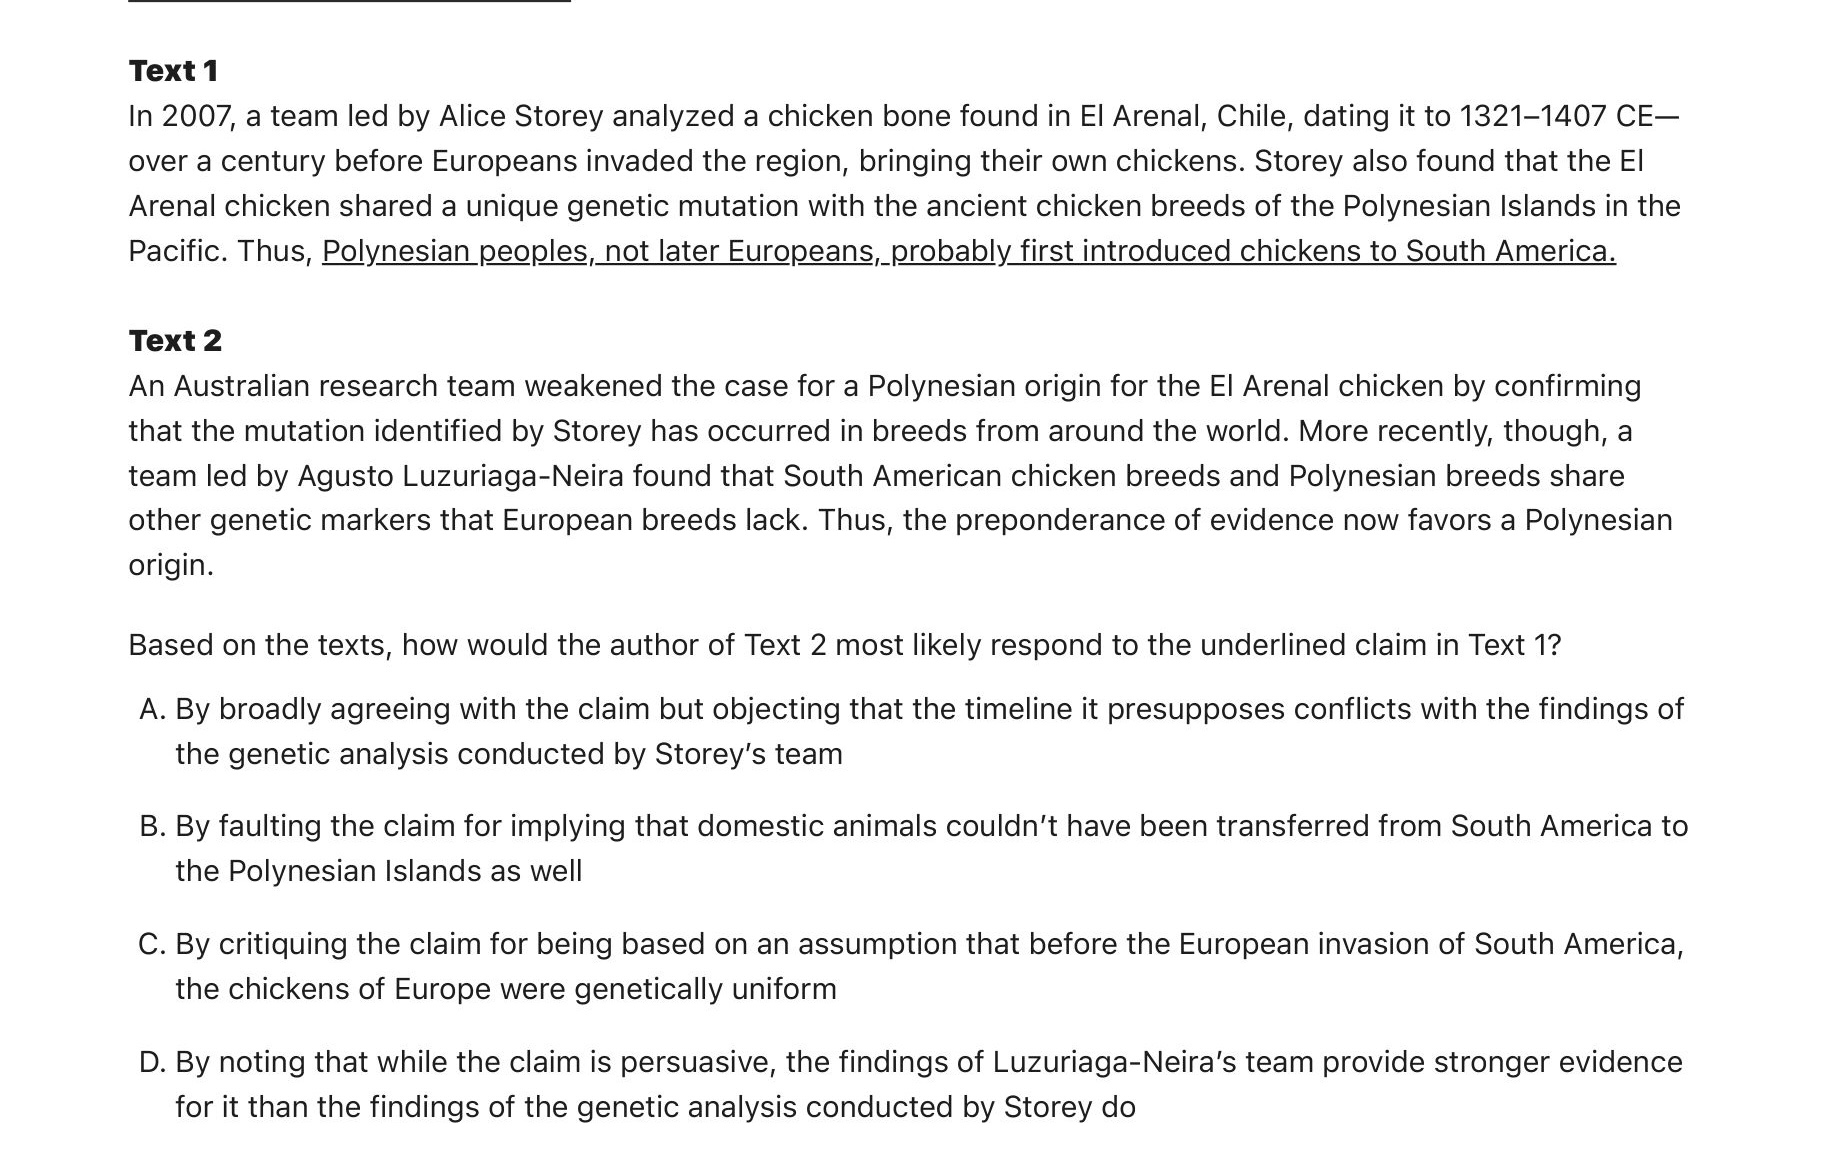 Text 1
In 2007, a team led by Alice Storey analyzed a chicken bone found in El Arenal, Chile, dating it to 1321–1407 CE—
over a century before Europeans invaded the region, bringing their own chickens. Storey also found that the El
Arenal chicken shared a unique genetic mutation with the ancient chicken breeds of the Polynesian Islands in the
Pacific. Thus, Polynesian peoples, not later Europeans, probably first introduced chickens to South America.
Text 2
An Australian research team weakened the case for a Polynesian origin for the El Arenal chicken by confirming
that the mutation identified by Storey has occurred in breeds from around the world. More recently, though, a
team led by Agusto Luzuriaga-Neira found that South American chicken breeds and Polynesian breeds share
other genetic markers that European breeds lack. Thus, the preponderance of evidence now favors a Polynesian
origin.
Based on the texts, how would the author of Text 2 most likely respond to the underlined claim in Text 1?
A. By broadly agreeing with the claim but objecting that the timeline it presupposes conflicts with the findings of
the genetic analysis conducted by Storey’s team
B. By faulting the claim for implying that domestic animals couldn’t have been transferred from South America to
the Polynesian Islands as well
C. By critiquing the claim for being based on an assumption that before the European invasion of South America,
the chickens of Europe were genetically uniform
D. By noting that while the claim is persuasive, the findings of Luzuriaga-Neira’s team provide stronger evidence
for it than the findings of the genetic analysis conducted by Storey do